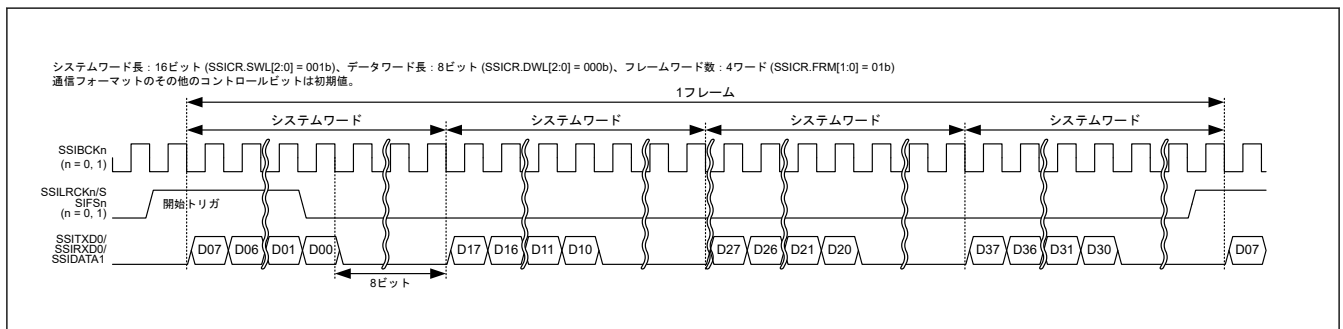 システムワード長：16ビット (SSICR.SWL[2:0] = 001b)、データワード長：8ビット (SSICR.DWL[2:0] = 000b)、フレームワード数：4ワード (SSICR.FRM[1:0] = 01b)
通信フォーマットのその他のコントロールビットは初期値。
1フレーム
システムワード システムワード システムワード システムワード
SSIBCKn
(n = 0, 1)
SSILRCKn/S
SIFSn
(n = 0, 1)
開始トリガ
SSITXD0/
SSIRXD0/
SSIDATA1
D07 D06 D01 D00 D17 D16 D11 D10 D27 D26 D21 D20 D37 D36 D31 D30 D07
8ビット